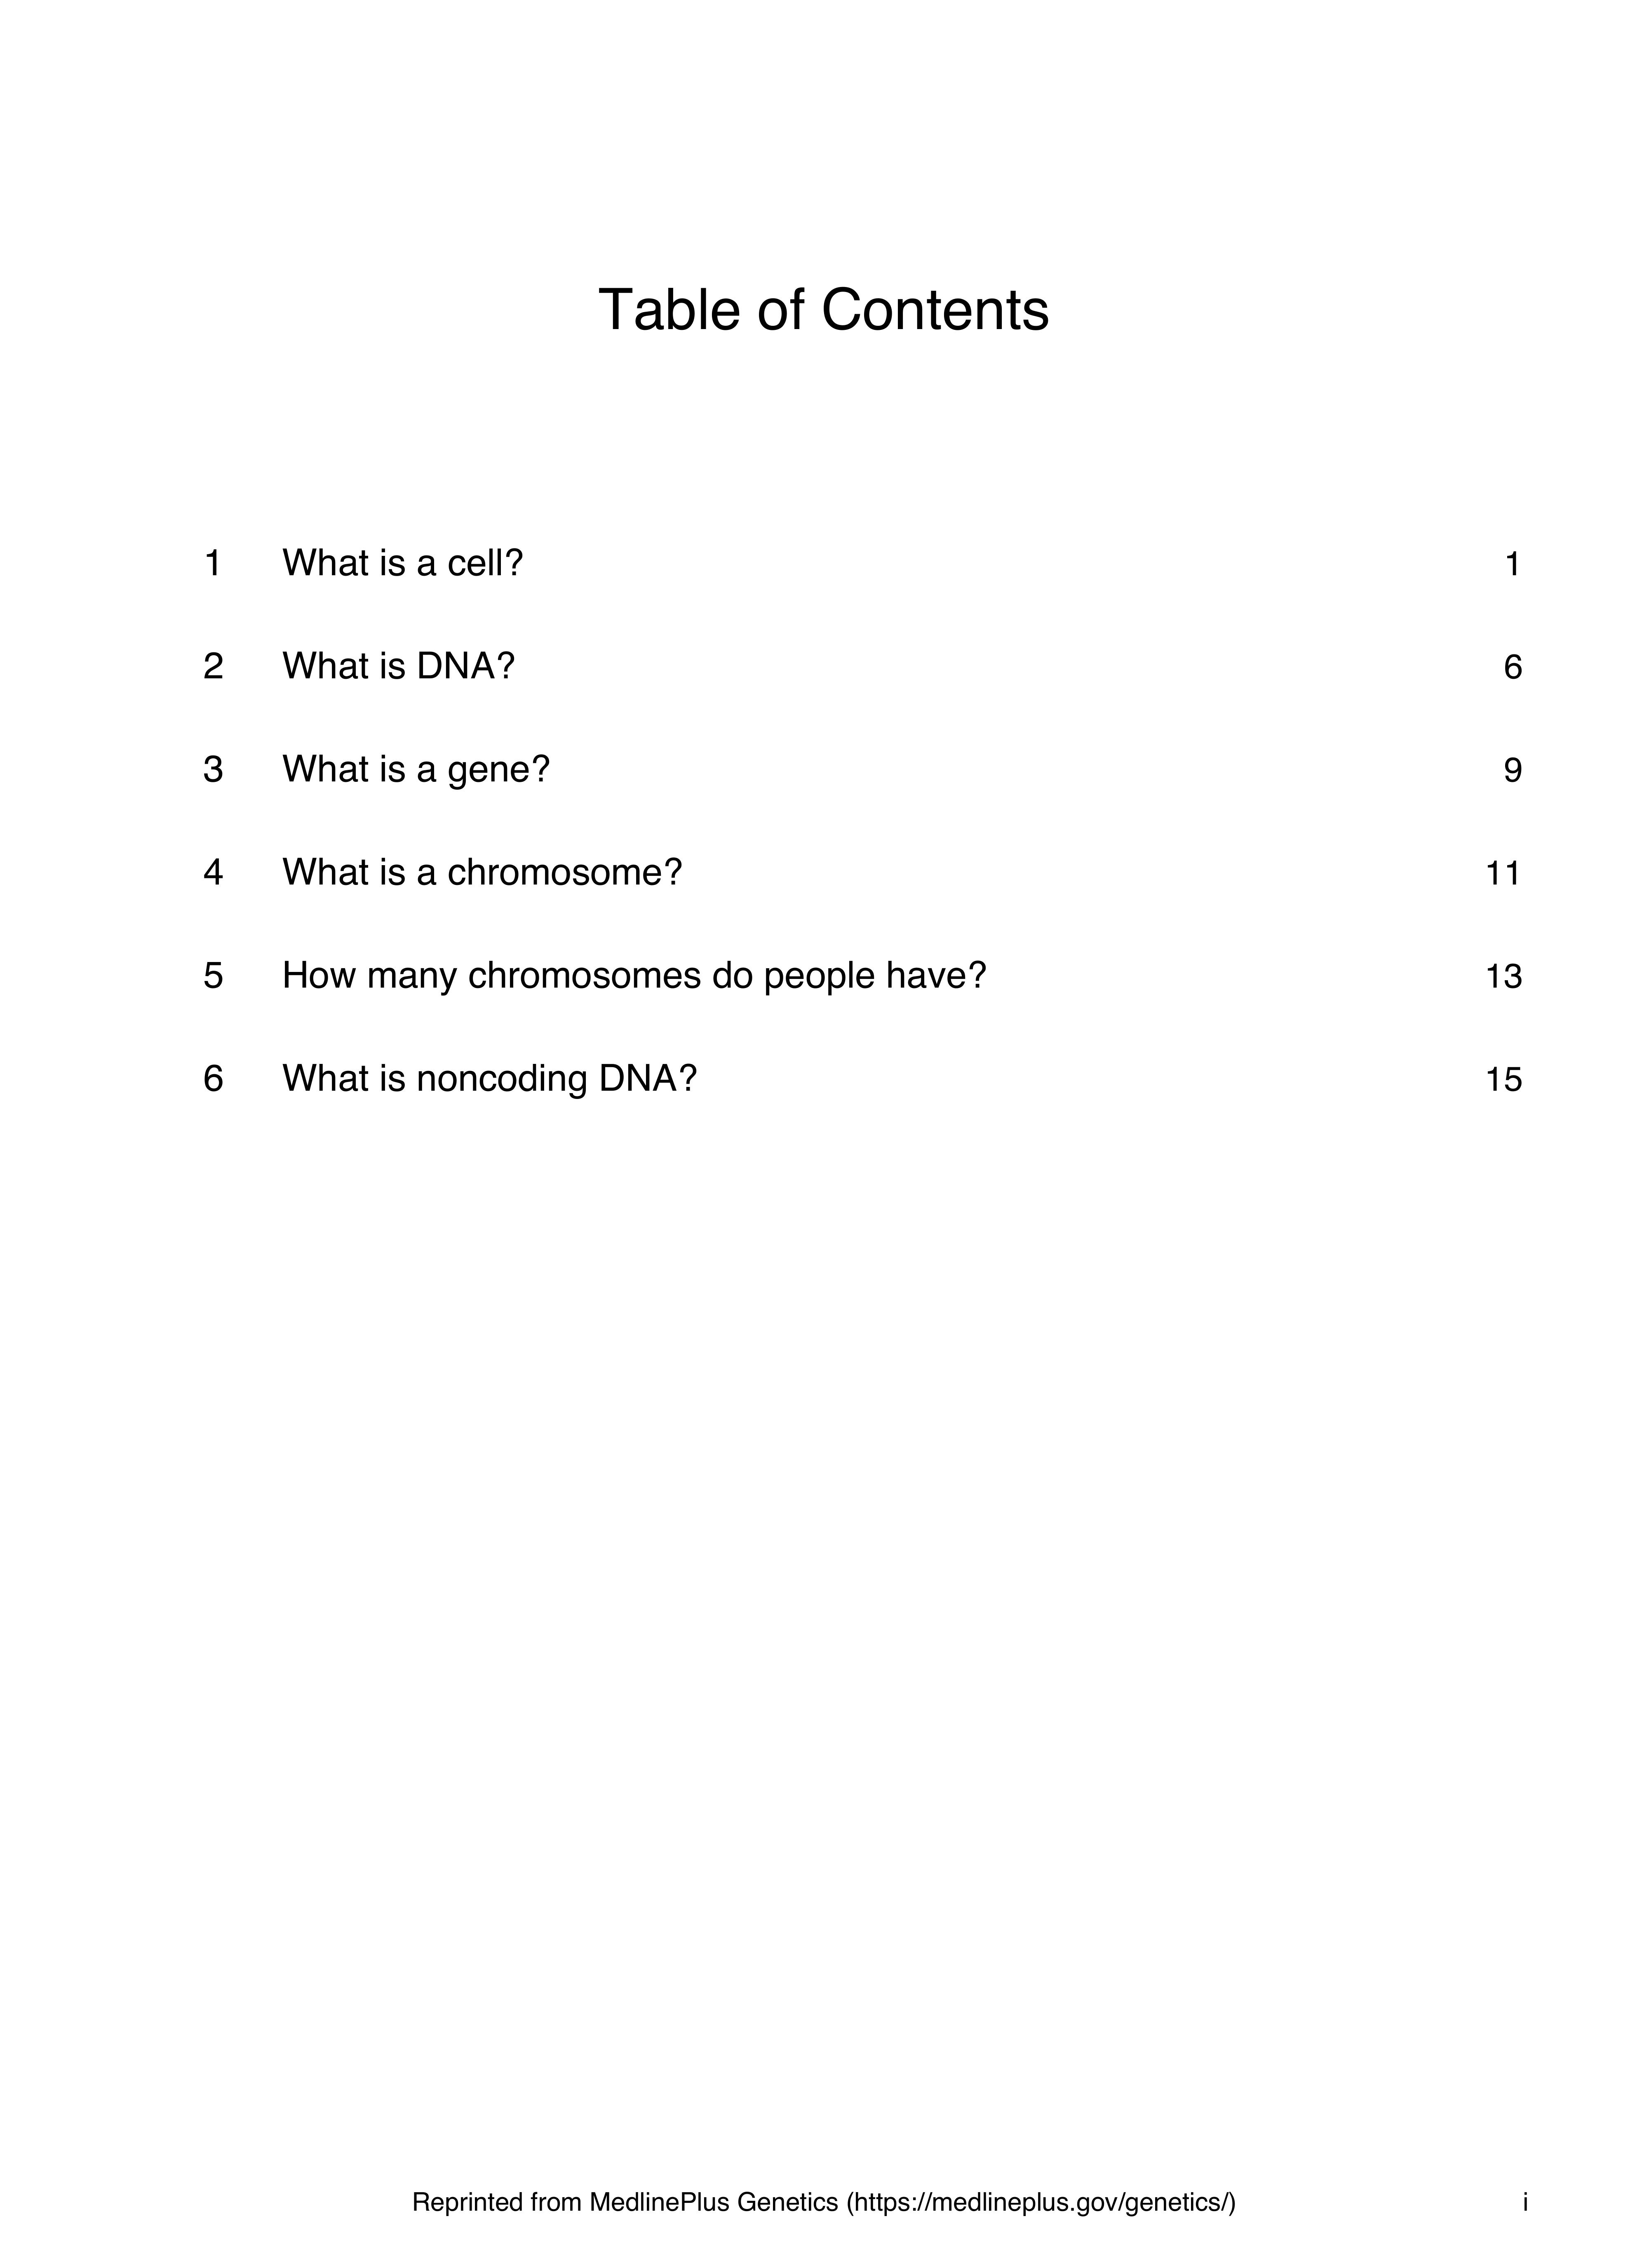 Table of Contents
1 What is a cell? 1
2 What is DNA? 6
3 What is a gene? 9
4 What is a chromosome? 11
5 How many chromosomes do people have? 13
6 What is noncoding DNA? 15
Reprinted from MedlinePlus Genetics (https://medlineplus.gov/genetics/) i